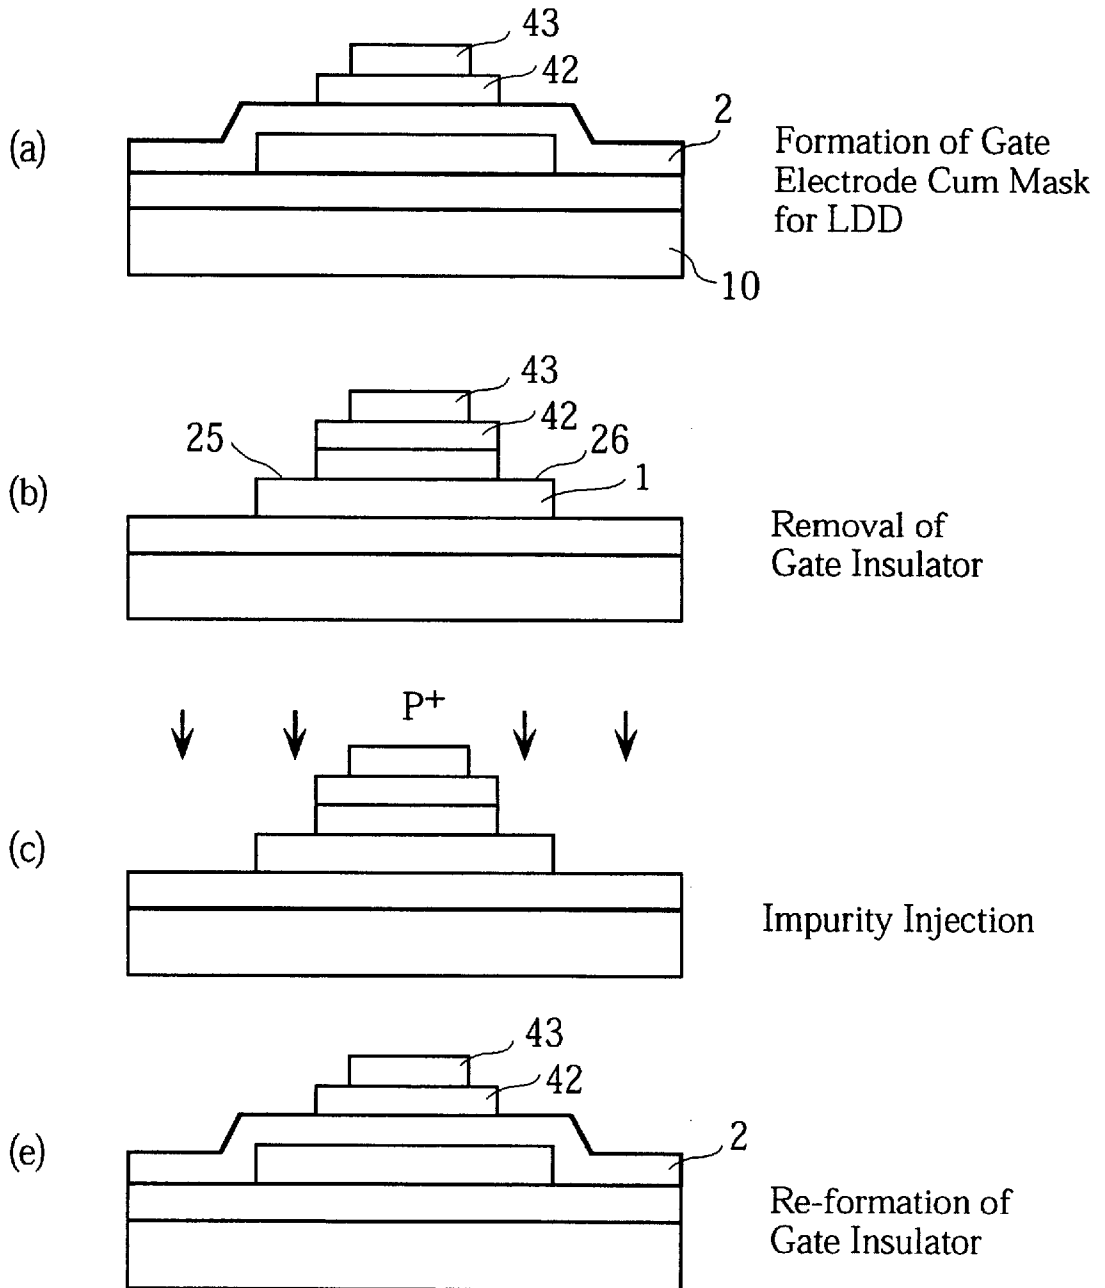 43
42
(a)
2
Formation of Gate
Electrode Cum Mask
for LDD
10
43
42
25
26
(b)
1
Removal of
Gate Insulator
P+
(c)
Impurity Injection
43
42
(e)
2
Re-formation of
Gate Insulator